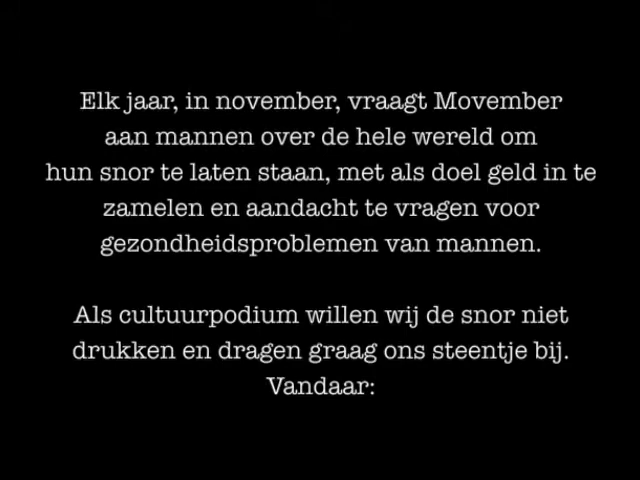 Elk jaar, in november, vraagt Movember
aan mannen over de hele wereld om
hun snor te laten staan, met als doel geld in te
zamelen en aandacht te vragen voor
gezondheidsproblemen van mannen.
Als cultuurpodium willen wij de snor niet
drukken en dragen graag ons steentje bij.
Vandaar: